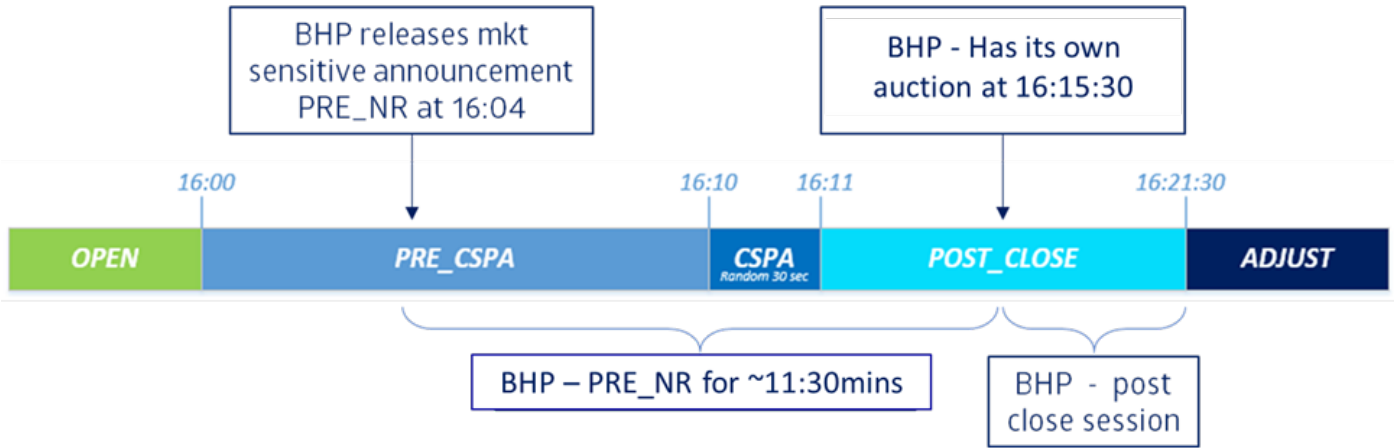 BHP releases mkt
sensitive announcement
PRE_NR at 16:04
BHP - Has its own
auction at 16:15:30
16:00
16:10
16:11
16:21:30
OPEN
PRE_CSPA
CSPA
Random 30 sec
POST_CLOSE
ADJUST
BHP – PRE_NR for ~11:30mins
BHP - post
close session